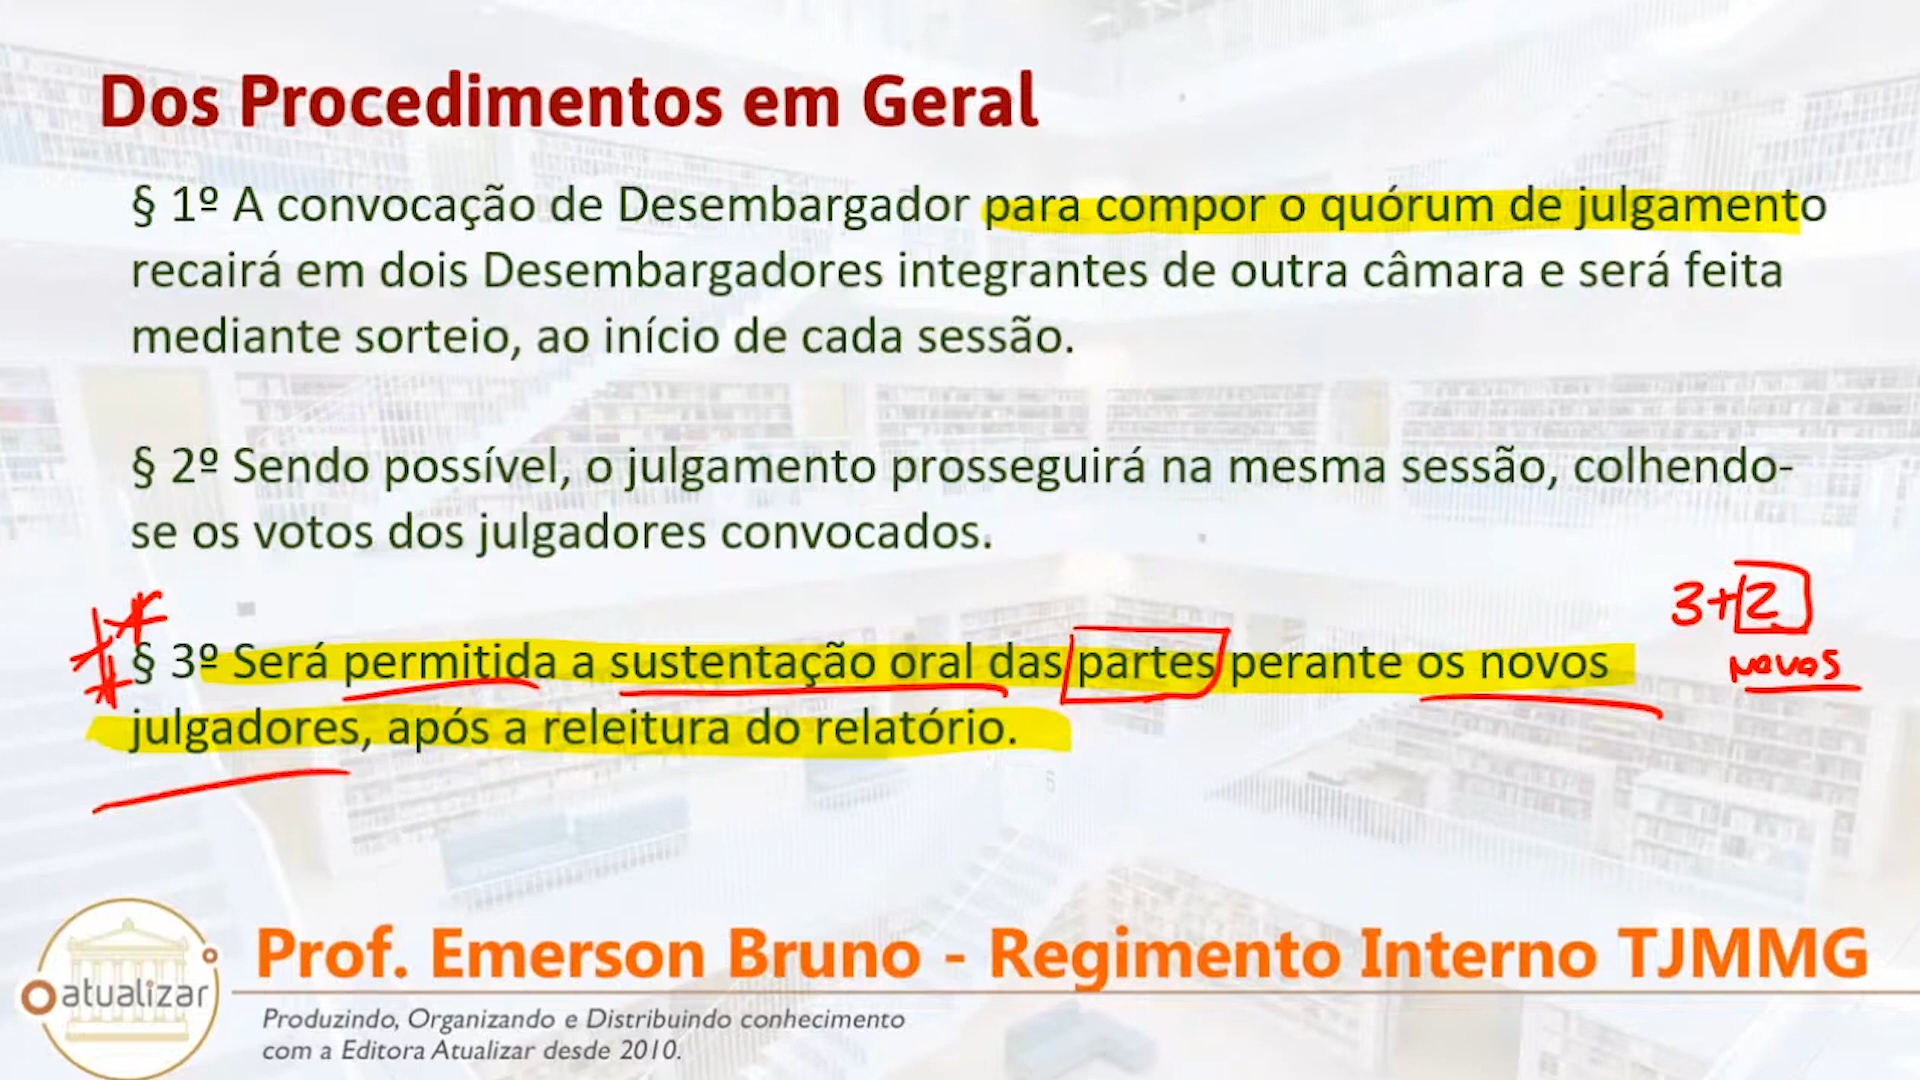 Dos Procedimentos em Geral
§ 1º A convocação de Desembargador para compor o quórum de julgamento
recairá em dois Desembargadores integrantes de outra câmara e será feita
mediante sorteio, ao início de cada sessão.
§ 2º Sendo possível, o julgamento prosseguirá na mesma sessão, colhendo-
se os votos dos julgadores convocados.
3+2
§ 3º Será permitida a sustentação oral das partes perante os novos
novos
julgadores, após a releitura do relatório.
Prof. Emerson Bruno - Regimento Interno TJMMG
atualizar
Produzindo, Organizando e Distribuindo conhecimento
com a Editora Atualizar desde 2010.